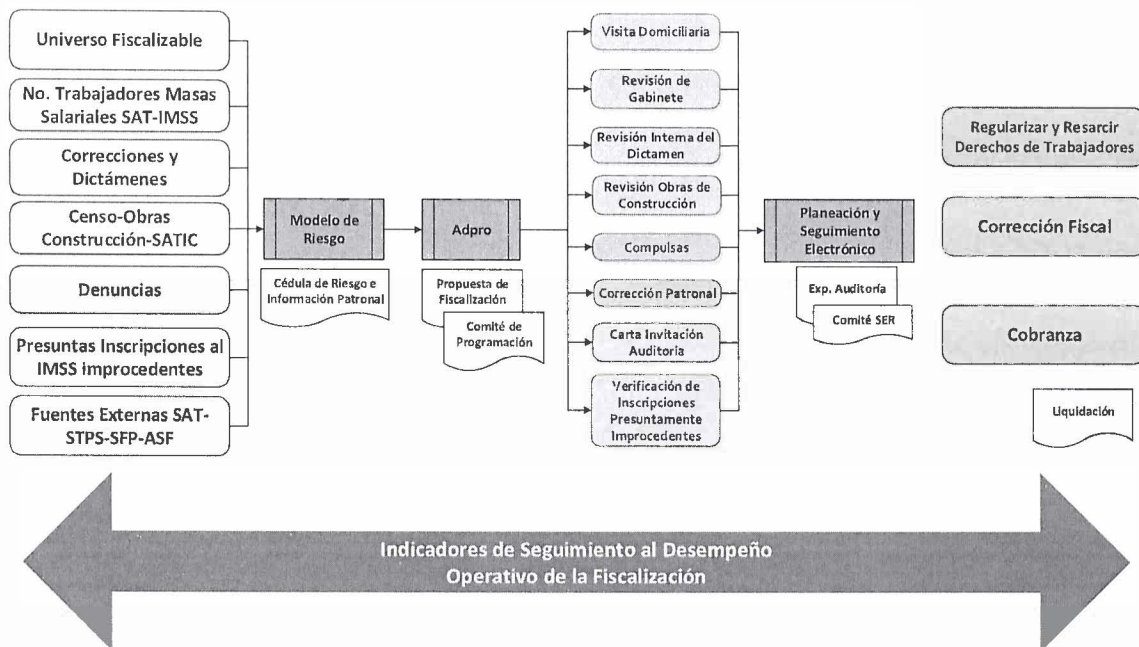 Universo Fiscalizable
No. Trabajadores Masas
Salariales SAT-IMSS
Correcciones y
Dictámenes
Censo-Obras
Construcción-SATIC
Denuncias
Presuntas Inscripciones al
IMSS Improcedentes
Fuentes Externas SAT-
STPS-SFP-ASF
Modelo de
Riesgo
Cédula de Riesgo e
Información Patronal
Adpro
Propuesta de
Fiscalización
Comité de
Programación
Visita Domiciliaria
Revisión de
Gabinete
Revisión Interna del
Dictamen
Revisión Obras de
Construcción
Compulsas
Corrección Patronal
Carta Invitación
Auditoria
Verificación de
Inscripciones
Presuntamente
Improcedentes
Planeación y
Seguimiento
Electrónico
Exp. Auditoría
Comité SER
Regularizar y Resarcir
Derechos de Trabajadores
Corrección Fiscal
Cobranza
Liquidación
Indicadores de Seguimiento al Desempeño
Operativo de la Fiscalización